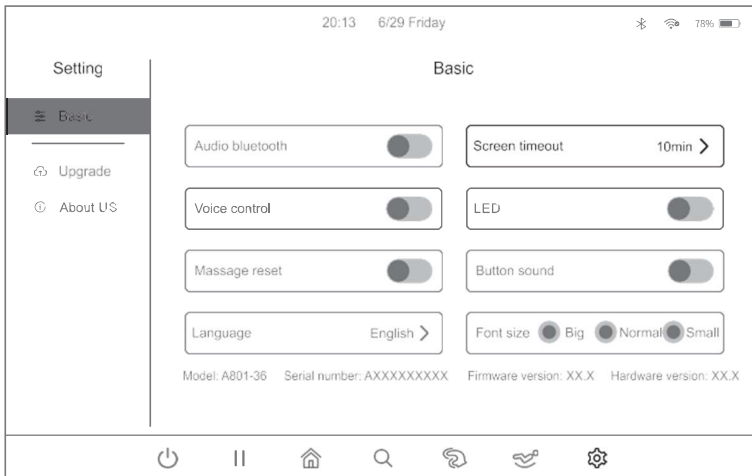 20:13 6/29 Friday 78%
Setting
Basic
Upgrade
About US
Basic
Audio bluetooth
Screen timeout 10min
Voice control
LED
Massage reset
Button sound
Language English
Font size Big Normal Small
Model: A801-36 Serial number: AXXXXXXXXX Firmware version: XX.X Hardware version: XX.X